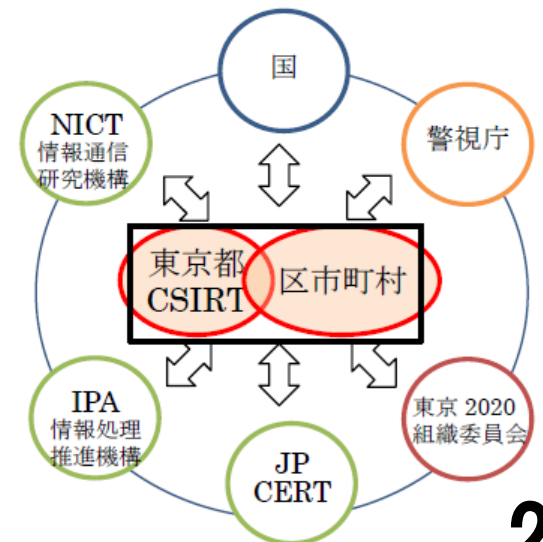 国
NICT
情報通信
研究機構
警視庁
東京都
CSIRT
区市町村
IPA
情報処理
推進機構
JP
CERT
東京 2020
組織委員会
2